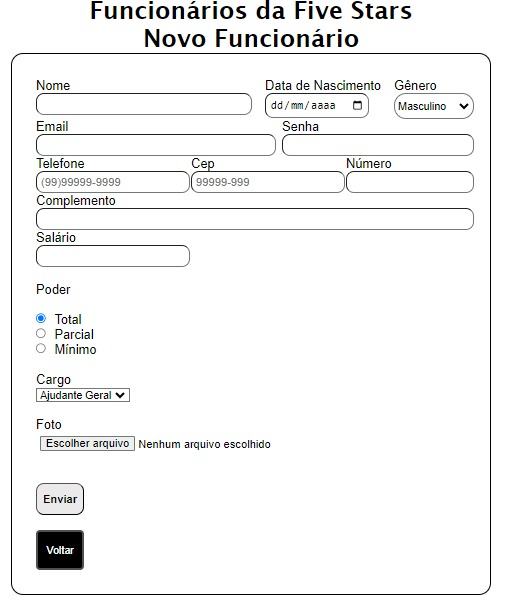 Funcionários da Five Stars
Novo Funcionário
Nome Data de Nascimento Gênero
dd/mm/aaaa Masculino
Email Senha
Telefone Cep Número
(99)99999-9999 99999-999
Complemento
Salário
Poder
Total
Parcial
Mínimo
Cargo
Ajudante Geral
Foto
Escolher arquivo Nenhum arquivo escolhido
Enviar
Voltar